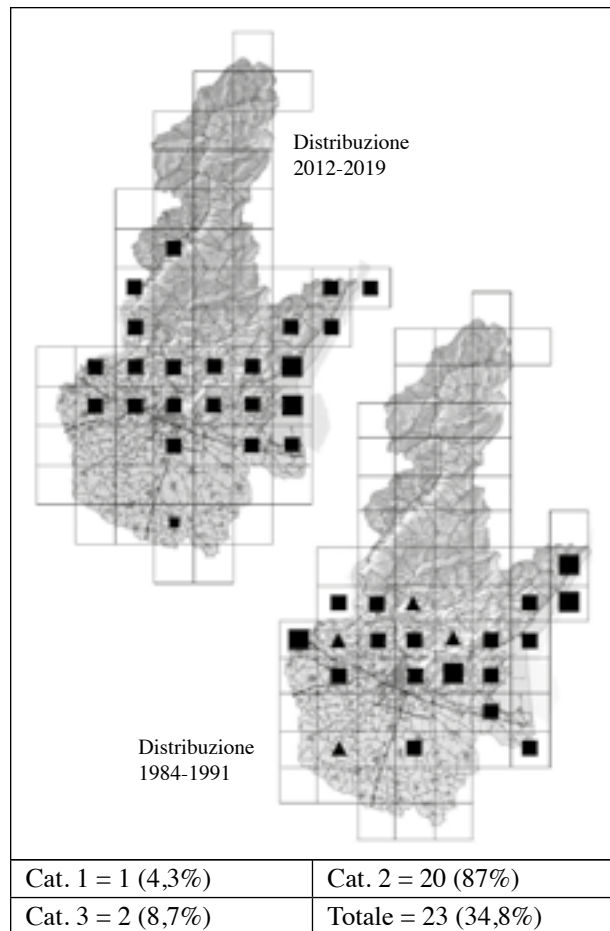 Distribuzione
2012-2019
Distribuzione
1984-1991
Cat. 1 = 1 (4,3%)
Cat. 2 = 20 (87%)
Cat. 3 = 2 (8,7%)
Totale = 23 (34,8%)